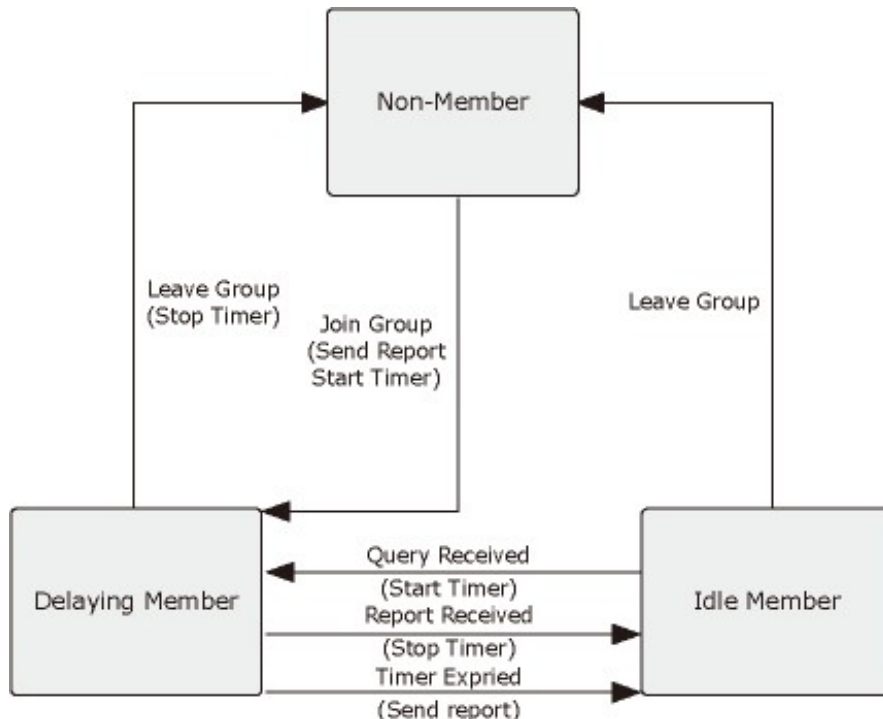 Non-Member
Leave Group
(Stop Timer)
Join Group
(Send Report
Start Timer)
Leave Group
Delaying Member
Query Received
(Start Timer)
Report Received
(Stop Timer)
Timer Expried
(Send report)
Idle Member